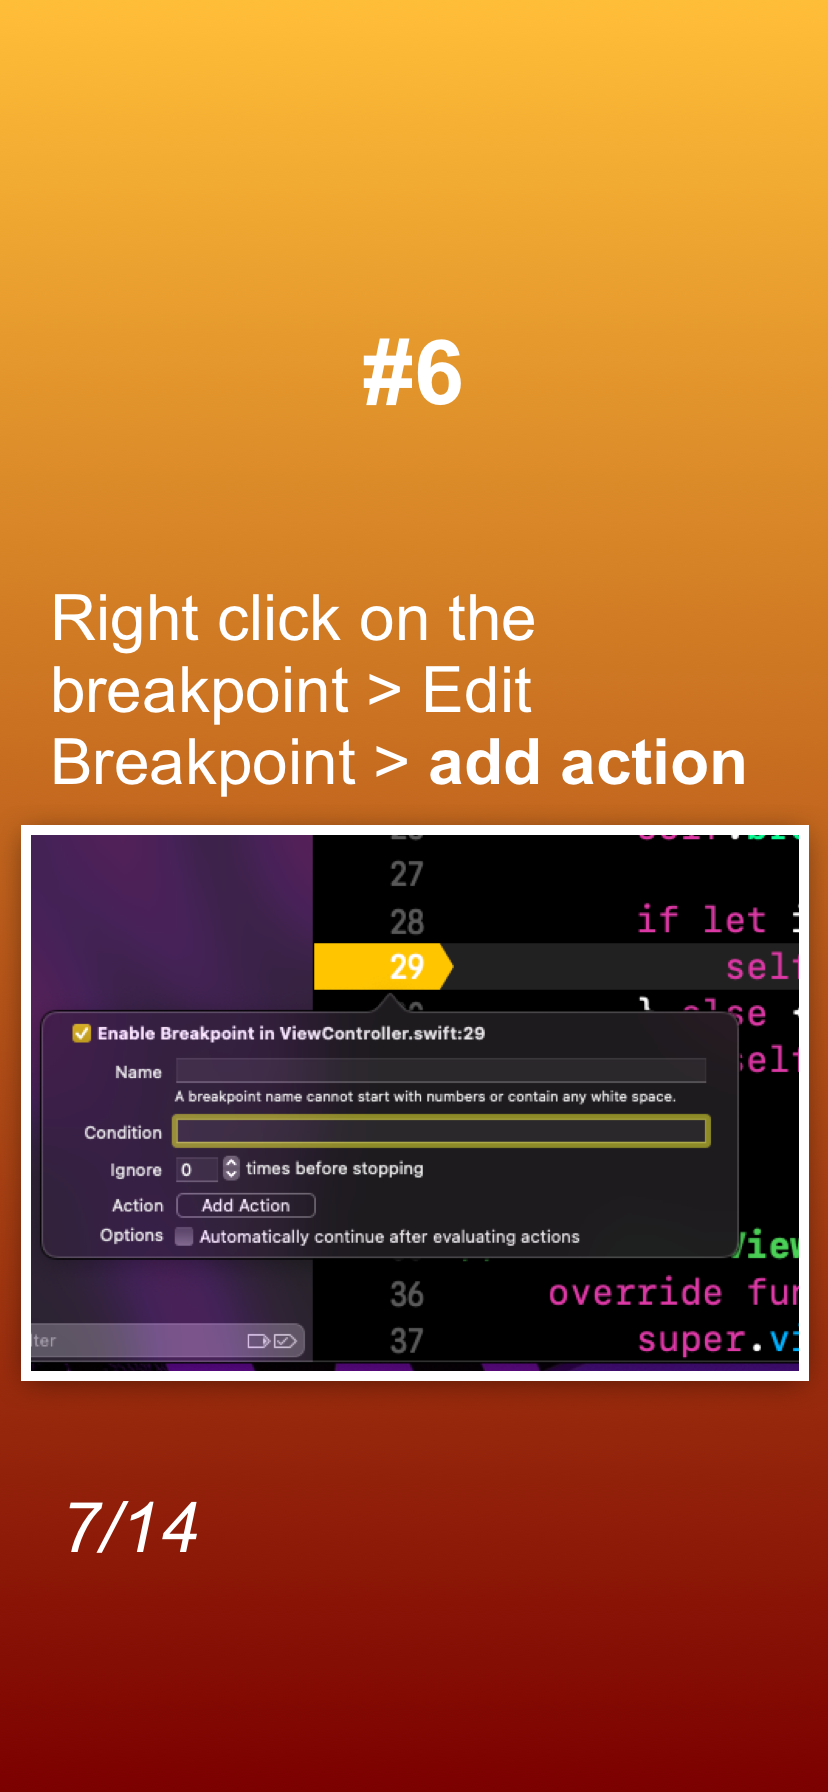 #6
Right click on the
breakpoint > Edit
Breakpoint > add action
27
28 if let
29 self
else {
self
Enable Breakpoint in ViewController.swift:29
Name
A breakpoint name cannot start with numbers or contain any white space.
Condition
Ignore 0 times before stopping
Action Add Action
Options Automatically continue after evaluating actions
View
36 override fun
37 super.vi
7/14